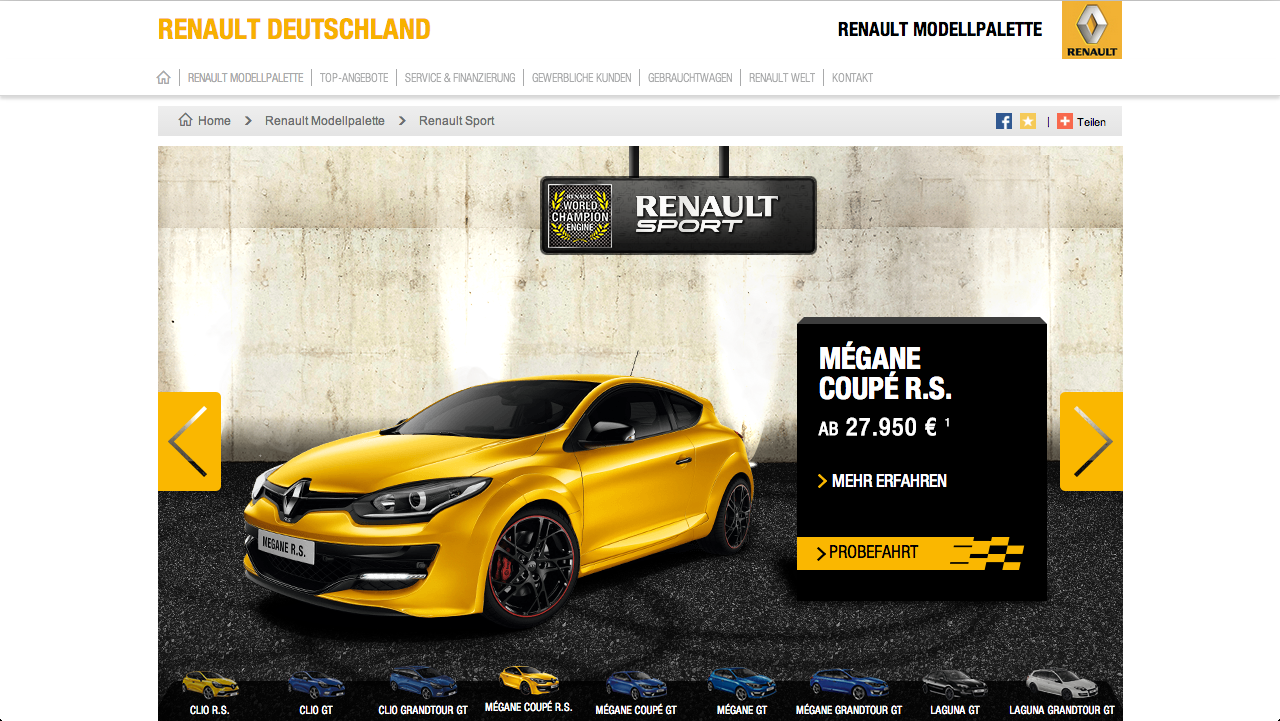 RENAULT DEUTSCHLAND
RENAULT MODELLPALETTE
RENAULT
RENAULT MODELLPALETTE
TOP-ANGEBOTE
SERVICE & FINANZIERUNG
GEWERBLICHE KUNDEN
GEBRAUCHTWAGEN
RENAULT WELT
KONTAKT
Home
Renault Modellpalette
Renault Sport
Teilen
RENAULT
WORLD
CHAMPION
ENGINE
RENAULT
SPORT
MÉGANE
COUPÉ R.S.
AB 27.950 € 1
MEHR ERFAHREN
PROBEFAHRT
R.S.
MEGANE R.S.
CLIO R.S.
CLIO GT
CLIO GRANDTOUR GT
MÉGANE COUPÉ R.S.
MÉGANE COUPÉ GT
MÉGANE GT
MÉGANE GRANDTOUR GT
LAGUNA GT
LAGUNA GRANDTOUR GT